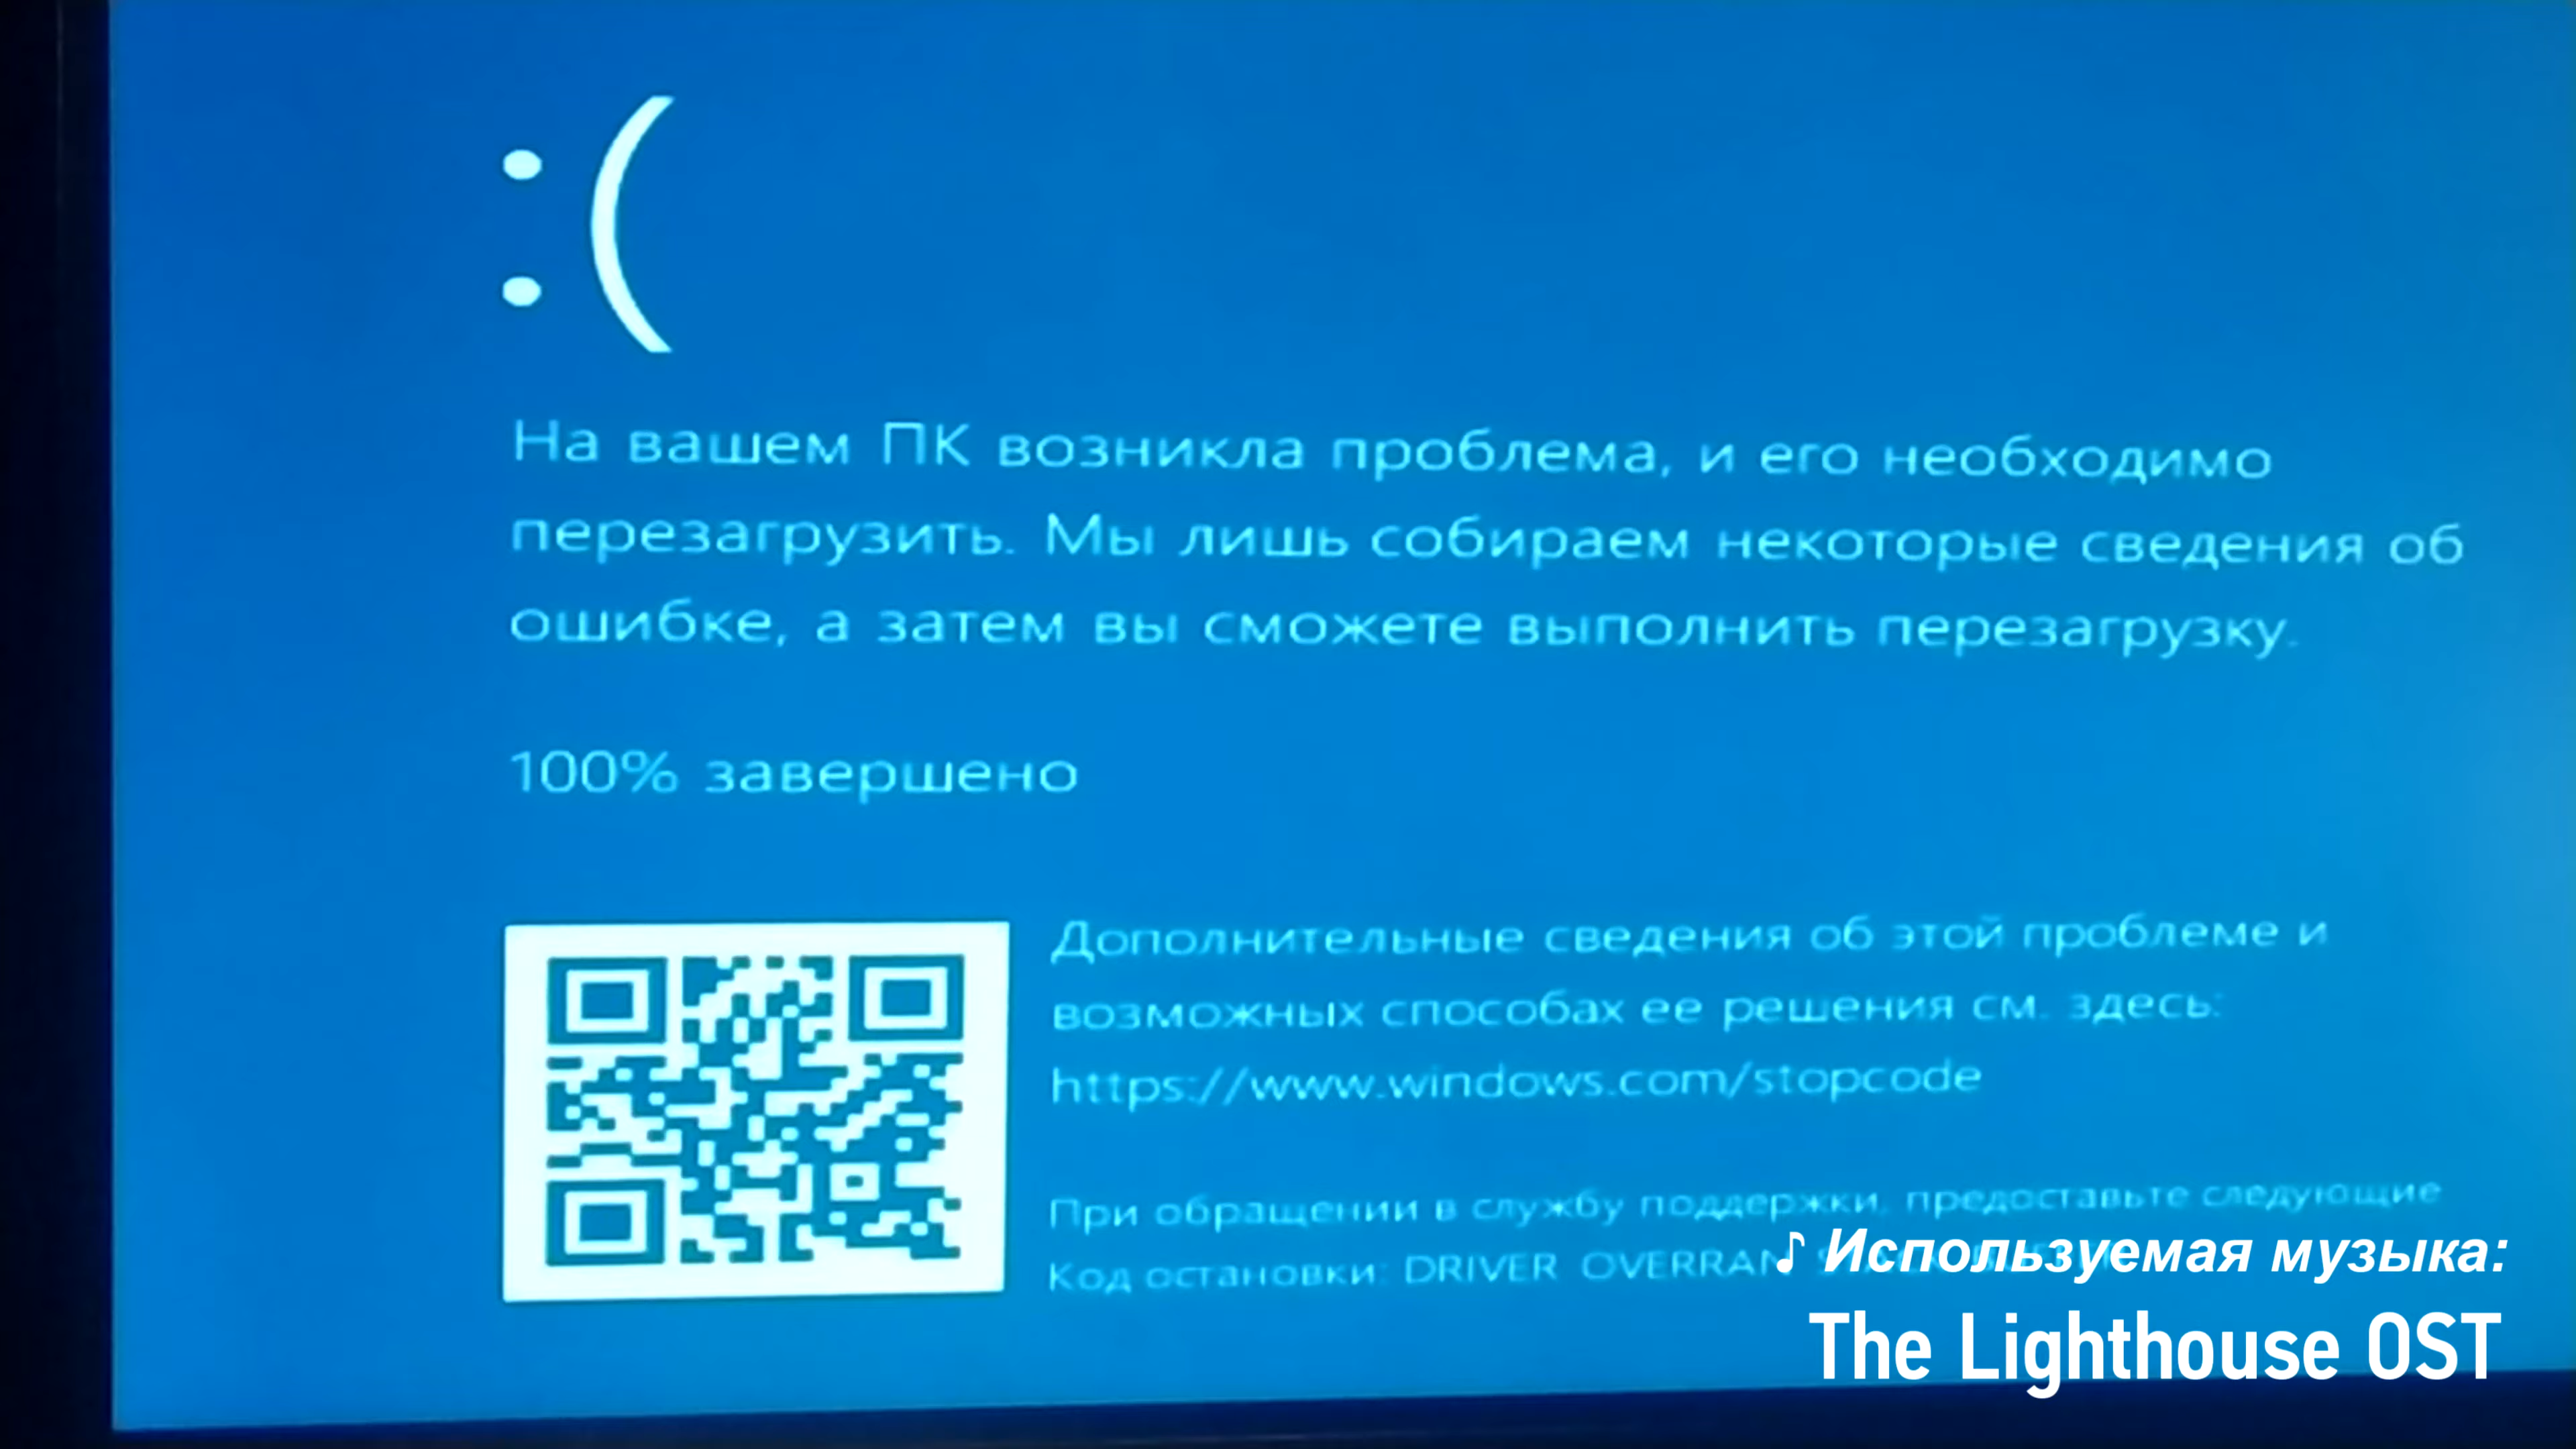 :(
На вашем ПК возникла проблема, и его необходимо
перезагрузить. Мы лишь собираем некоторые сведения об
ошибке, а затем вы сможете выполнить перезагрузку.
100% завершено
Дополнительные сведения об этой проблеме и
возможных способах ее решения см. здесь:
https://www.windows.com/stopcode
При обращении в службу поддержки, предоставьте следующие
Код остановки: DRIVER OVERRAN
♪ Используемая музыка:
The Lighthouse OST